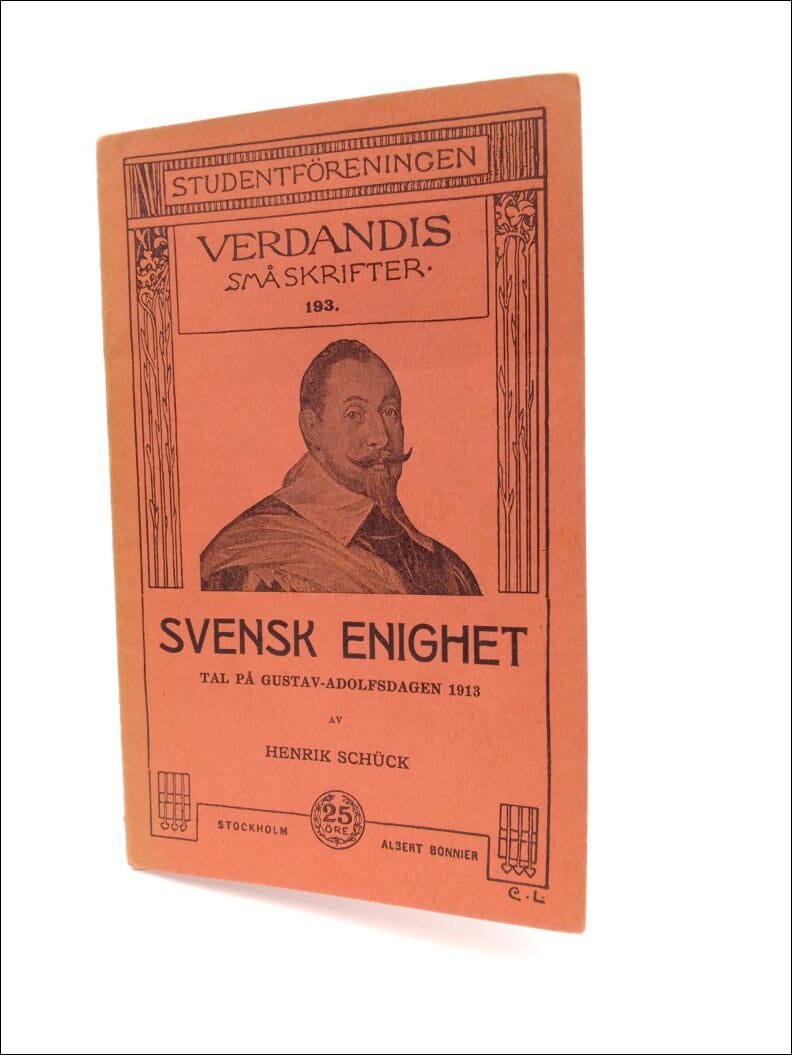 STUDENTFÖRENINGEN
VERDANDIS
SMÅSKRIFTER.
193.
SVENSK ENIGHET
TAL PÅ GUSTAV-ADOLFSDAGEN 1913
AV
HENRIK SCHÜCK
25
ÖRE
STOCKHOLM
ALBERT BONNIER
C.L.